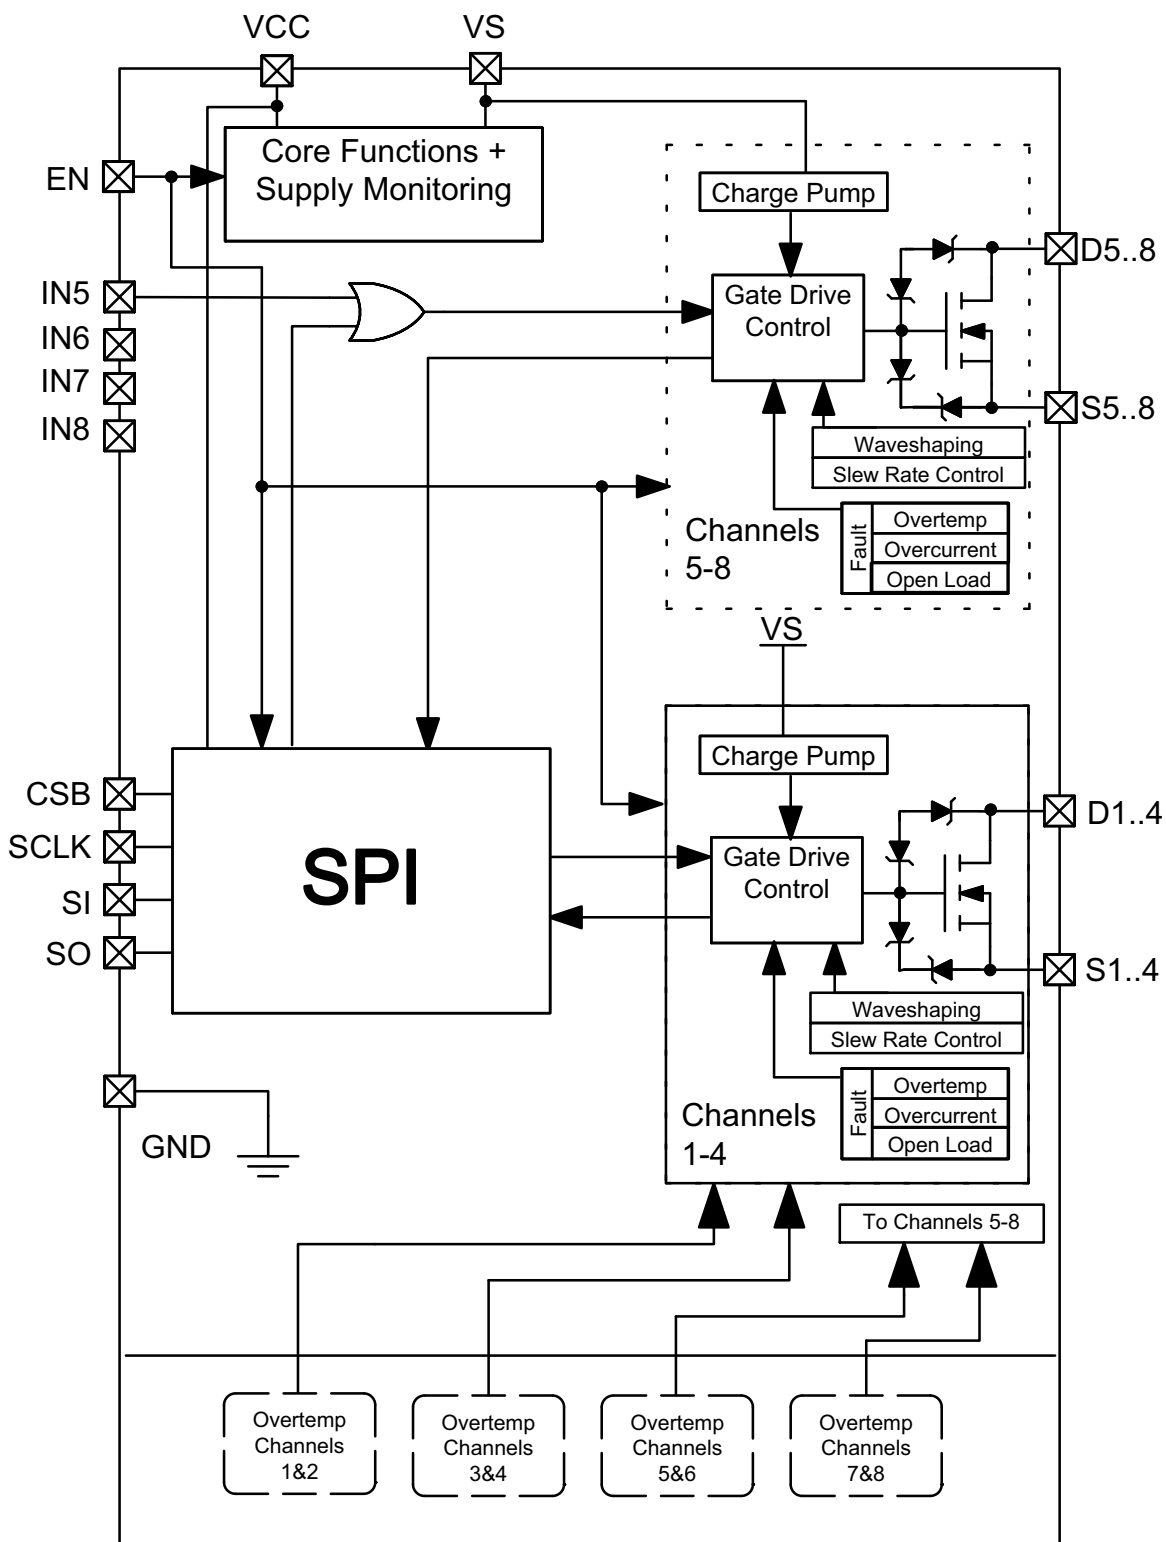 VCC
VS
Core Functions +
Supply Monitoring
EN
Charge Pump
D5..8
IN5
Gate Drive
Control
IN6
IN7
IN8
S5..8
Waveshaping
Slew Rate Control
Channels
5-8
Fault
Overtemp
Overcurrent
Open Load
VS
Charge Pump
CSB
SCLK
SI
SO
SPI
Gate Drive
Control
D1..4
S1..4
Waveshaping
Slew Rate Control
Channels
1-4
Fault
Overtemp
Overcurrent
Open Load
GND
To Channels 5-8
Overtemp
Channels
1&2
Overtemp
Channels
3&4
Overtemp
Channels
5&6
Overtemp
Channels
7&8